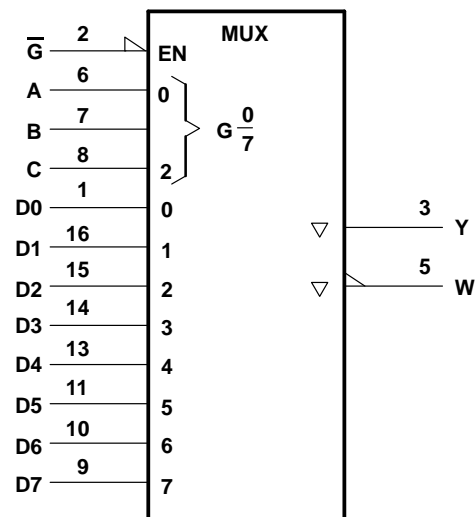 MUX
G̅ 2 EN
A 6 0
B 7 G 0/7
C 8 2
D0 1 0
D1 16 1
D2 15 2
D3 14 3
D4 13 4
D5 11 5
D6 10 6
D7 9 7
3 Y
5 W